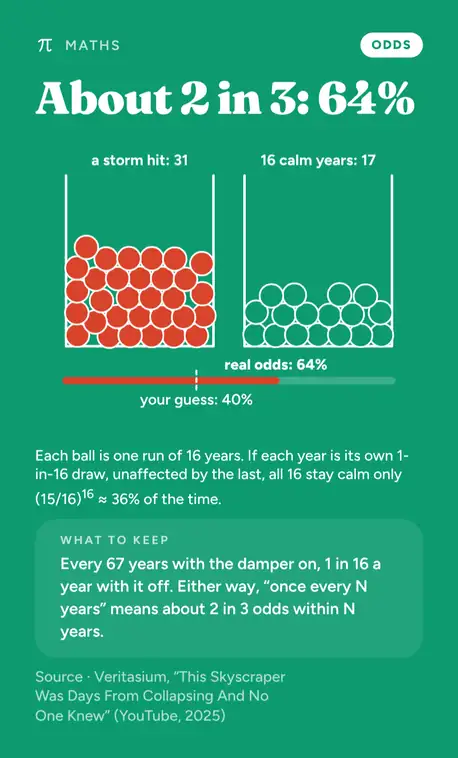 π MATHS
ODDS
About 2 in 3: 64%
a storm hit: 31
16 calm years: 17
real odds: 64%
your guess: 40%
Each ball is one run of 16 years. If each year is its own 1-
in-16 draw, unaffected by the last, all 16 stay calm only
(15/16)¹⁶ ≈ 36% of the time.
WHAT TO KEEP
Every 67 years with the damper on, 1 in 16 a
year with it off. Either way, “once every N
years” means about 2 in 3 odds within N
years.
Source · Veritasium, “This Skyscraper
Was Days From Collapsing And No
One Knew” (YouTube, 2025)